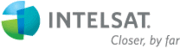 INTELSAT.
Closer, by far